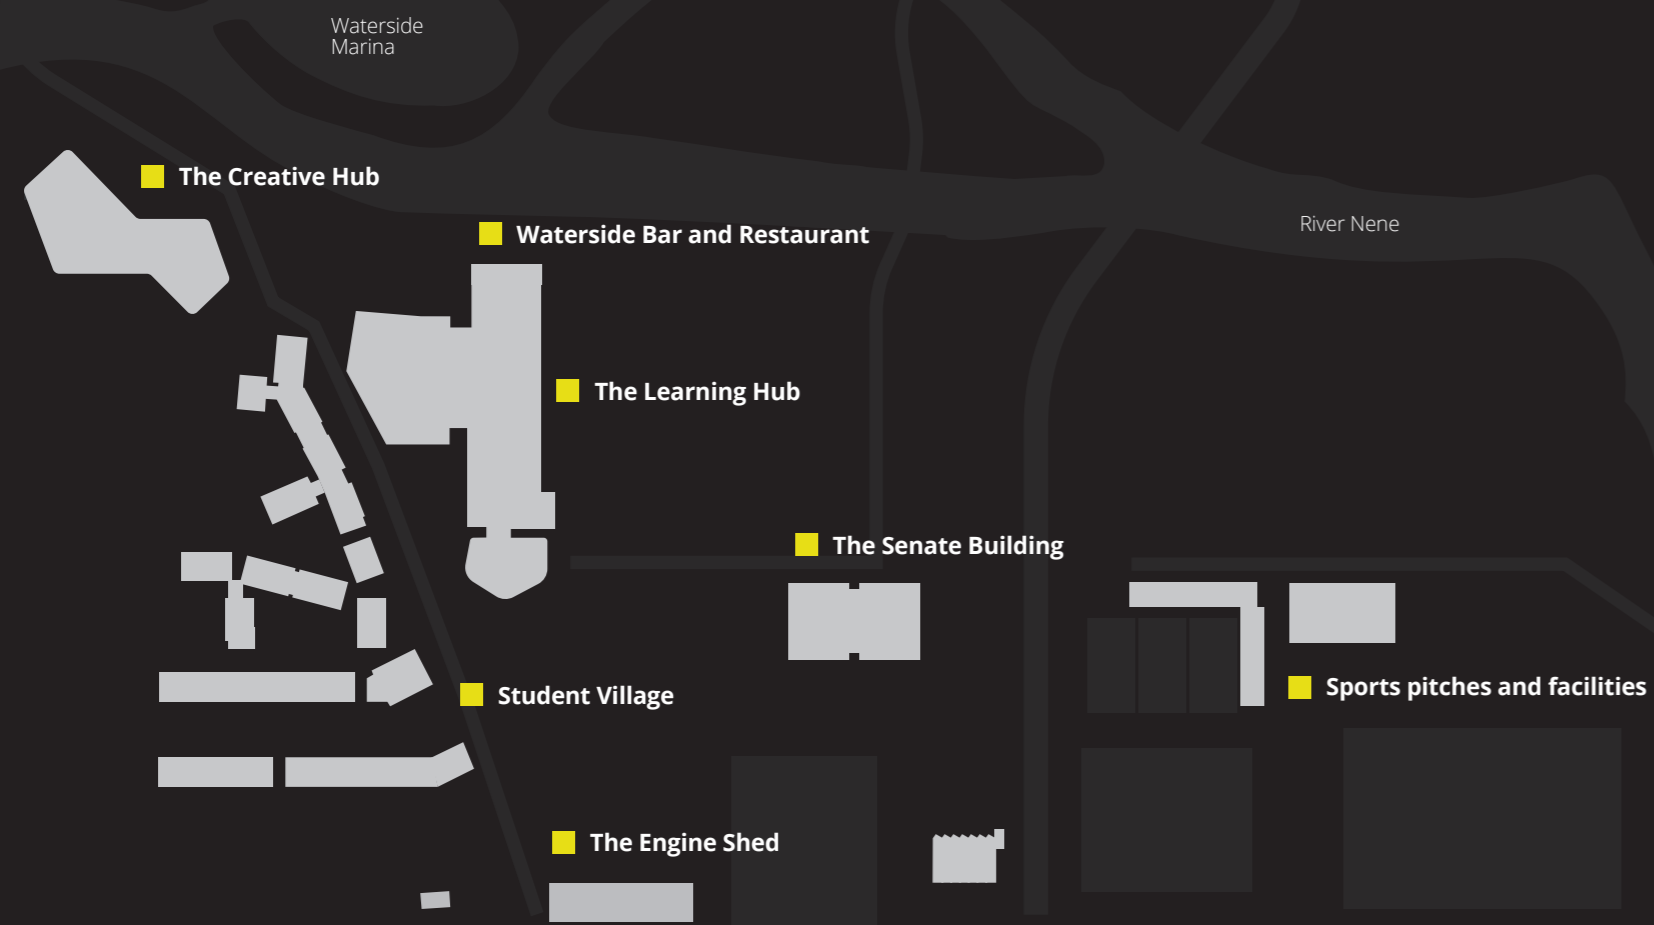 Waterside
Marina
The Creative Hub
River Nene
Waterside Bar and Restaurant
The Learning Hub
The Senate Building
Sports pitches and facilities
Student Village
The Engine Shed